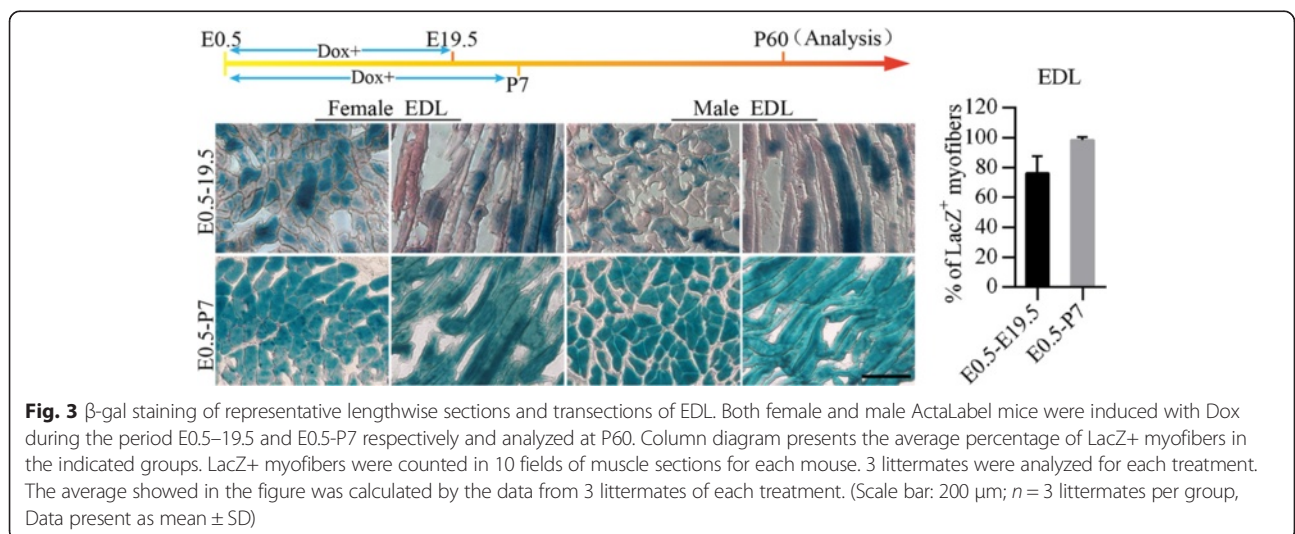 E0.5 E19.5 P60（Analysis）
Dox+
Dox+
P7
Female EDL Male EDL
EDL
E0.5-19.5
E0.5-P7
% of LacZ+ myofibers
120
100
80
60
40
20
0
E0.5-E19.5
E0.5-P7
Fig. 3 β-gal staining of representative lengthwise sections and transections of EDL. Both female and male ActaLabel mice were induced with Dox
during the period E0.5–19.5 and E0.5-P7 respectively and analyzed at P60. Column diagram presents the average percentage of LacZ+ myofibers in
the indicated groups. LacZ+ myofibers were counted in 10 fields of muscle sections for each mouse. 3 littermates were analyzed for each treatment.
The average showed in the figure was calculated by the data from 3 littermates of each treatment. (Scale bar: 200 μm; n = 3 littermates per group,
Data present as mean ± SD)